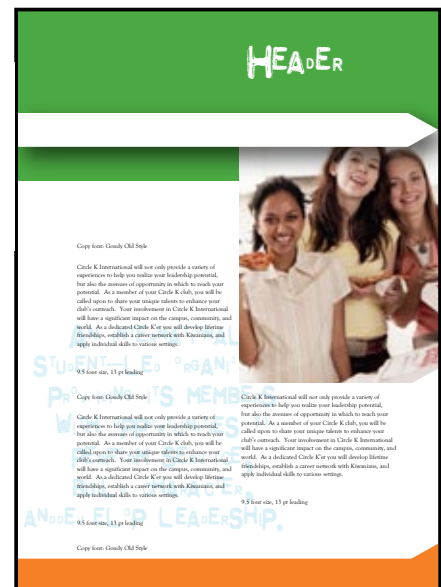 HEADER
Copy font: Goudy Old Style
Circle K International will not only provide a variety of
experiences to help you realize your leadership potential,
but also the avenues of opportunity in which to reach your
potential. As a member of your Circle K club, you will be
called upon to share your unique talents to enhance your
club's outreach. Your involvement in Circle K International
will have a significant impact on the campus, community, and
world. As a dedicated Circle K'er you will develop lifetime
friendships, establish a career network with Kiwanians, and
apply individual skills to various settings.
9.5 font size, 13 pt leading
Copy font: Goudy Old Style
Circle K International will not only provide a variety of
experiences to help you realize your leadership potential,
but also the avenues of opportunity in which to reach your
potential. As a member of your Circle K club, you will be
called upon to share your unique talents to enhance your
club's outreach. Your involvement in Circle K International
will have a significant impact on the campus, community, and
world. As a dedicated Circle K'er you will develop lifetime
friendships, establish a career network with Kiwanians, and
apply individual skills to various settings.
9.5 font size, 13 pt leading
Copy font: Goudy Old Style
Circle K International will not only provide a variety of
experiences to help you realize your leadership potential,
but also the avenues of opportunity in which to reach your
potential. As a member of your Circle K club, you will be
called upon to share your unique talents to enhance your
club's outreach. Your involvement in Circle K International
will have a significant impact on the campus, community, and
world. As a dedicated Circle K'er you will develop lifetime
friendships, establish a career network with Kiwanians, and
apply individual skills to various settings.
9.5 font size, 13 pt leading
STUDENT—LED
MEMBERS
LEADERSHIP.